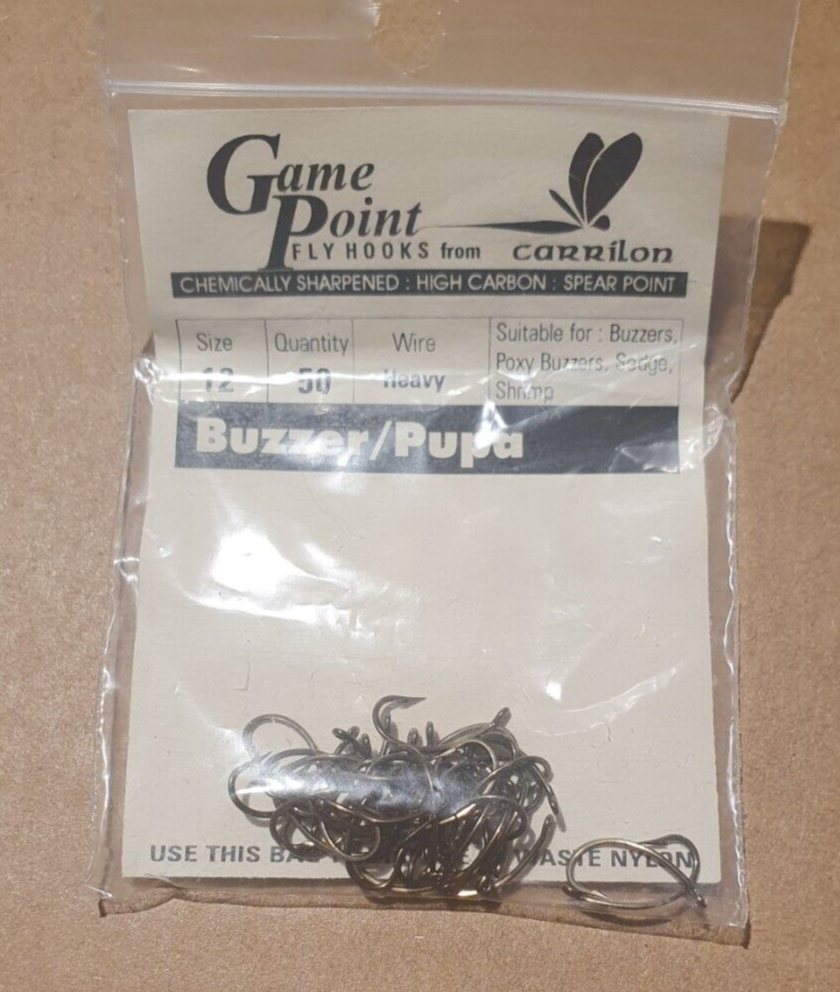 Game
Point
FLY HOOKS from CARRILON
CHEMICALLY SHARPENED : HIGH CARBON : SPEAR POINT
Size Quantity Wire Suitable for : Buzzers,
Poxy Buzzers, Sedge,
12 50 Heavy Shrimp
Buzzer/Pupa
USE THIS WASTE NYLON